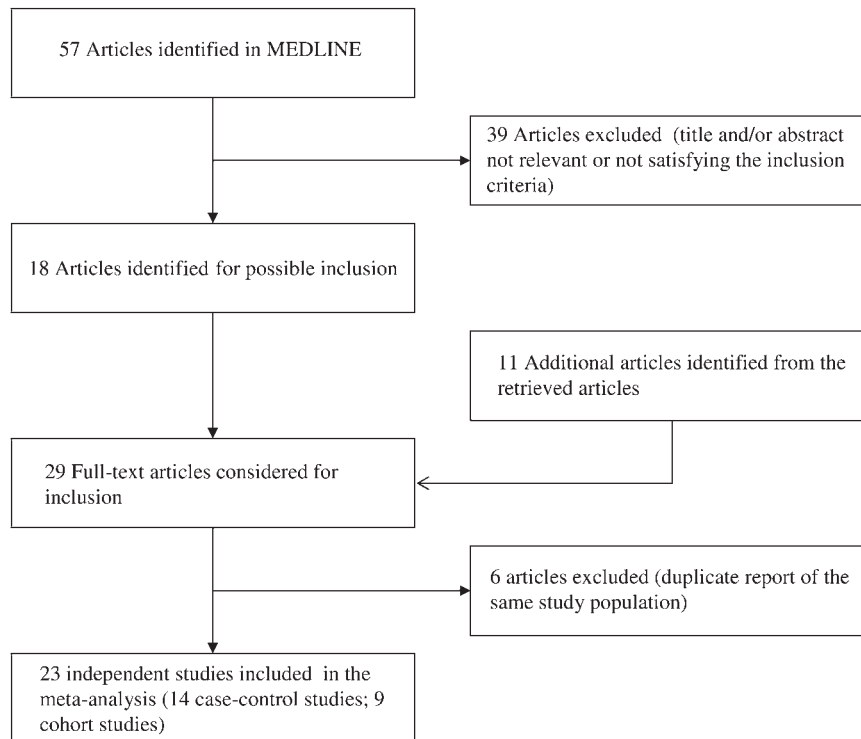 57 Articles identified in MEDLINE
39 Articles excluded (title and/or abstract
not relevant or not satisfying the inclusion
criteria)
18 Articles identified for possible inclusion
11 Additional articles identified from the
retrieved articles
29 Full-text articles considered for
inclusion
6 articles excluded (duplicate report of the
same study population)
23 independent studies included in the
meta-analysis (14 case-control studies; 9
cohort studies)